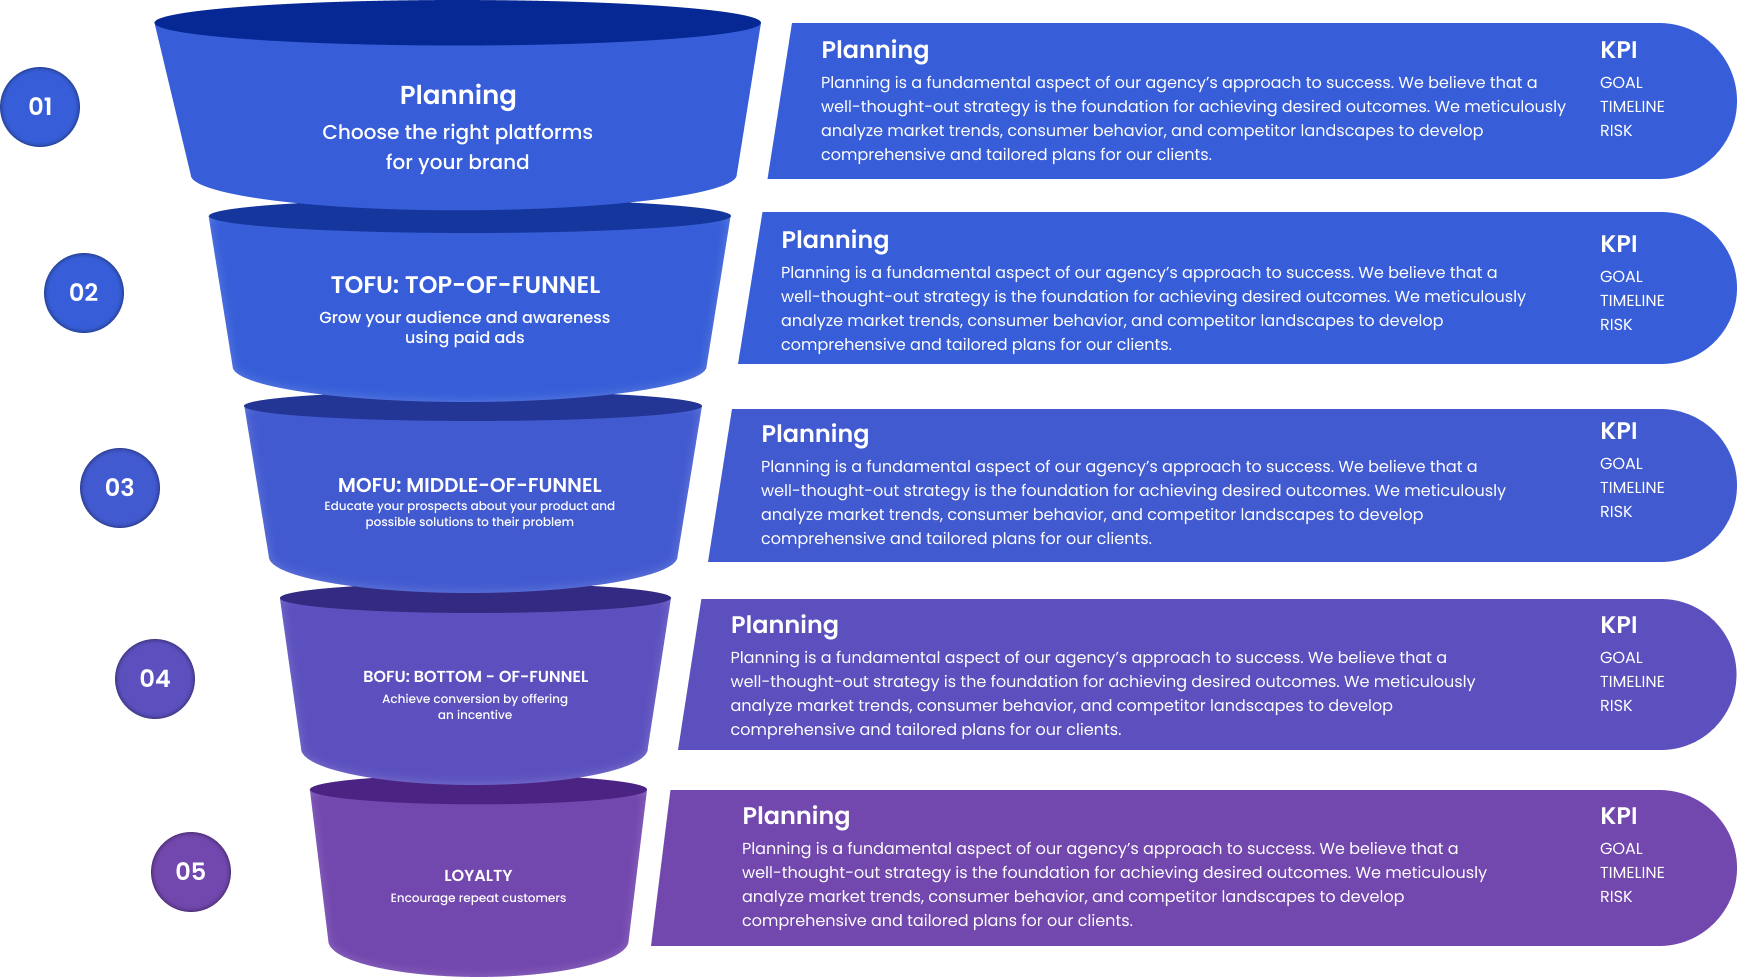 01
Planning
Choose the right platforms
for your brand
Planning
Planning is a fundamental aspect of our agency’s approach to success. We believe that a
well-thought-out strategy is the foundation for achieving desired outcomes. We meticulously
analyze market trends, consumer behavior, and competitor landscapes to develop
comprehensive and tailored plans for our clients.
KPI
GOAL
TIMELINE
RISK
02
TOFU: TOP-OF-FUNNEL
Grow your audience and awareness
using paid ads
Planning
Planning is a fundamental aspect of our agency’s approach to success. We believe that a
well-thought-out strategy is the foundation for achieving desired outcomes. We meticulously
analyze market trends, consumer behavior, and competitor landscapes to develop
comprehensive and tailored plans for our clients.
KPI
GOAL
TIMELINE
RISK
03
MOFU: MIDDLE-OF-FUNNEL
Educate your prospects about your product and
possible solutions to their problem
Planning
Planning is a fundamental aspect of our agency’s approach to success. We believe that a
well-thought-out strategy is the foundation for achieving desired outcomes. We meticulously
analyze market trends, consumer behavior, and competitor landscapes to develop
comprehensive and tailored plans for our clients.
KPI
GOAL
TIMELINE
RISK
04
BOFU: BOTTOM - OF-FUNNEL
Achieve conversion by offering
an incentive
Planning
Planning is a fundamental aspect of our agency’s approach to success. We believe that a
well-thought-out strategy is the foundation for achieving desired outcomes. We meticulously
analyze market trends, consumer behavior, and competitor landscapes to develop
comprehensive and tailored plans for our clients.
KPI
GOAL
TIMELINE
RISK
05
LOYALTY
Encourage repeat customers
Planning
Planning is a fundamental aspect of our agency’s approach to success. We believe that a
well-thought-out strategy is the foundation for achieving desired outcomes. We meticulously
analyze market trends, consumer behavior, and competitor landscapes to develop
comprehensive and tailored plans for our clients.
KPI
GOAL
TIMELINE
RISK